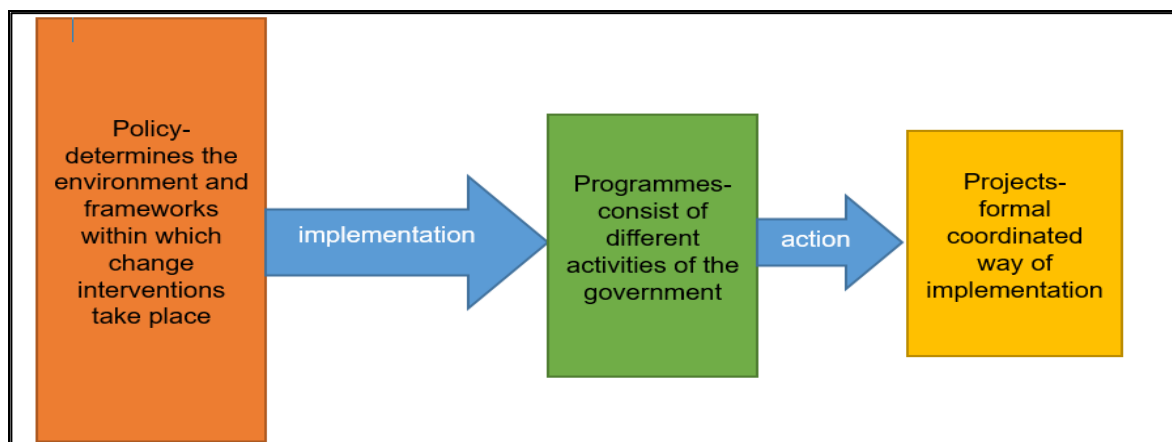 Policy-
determines the
environment and
frameworks
within which
change
interventions
take place
implementation
Programmes-
consist of
different
activities of the
government
action
Projects-
formal
coordinated
way of
implementation